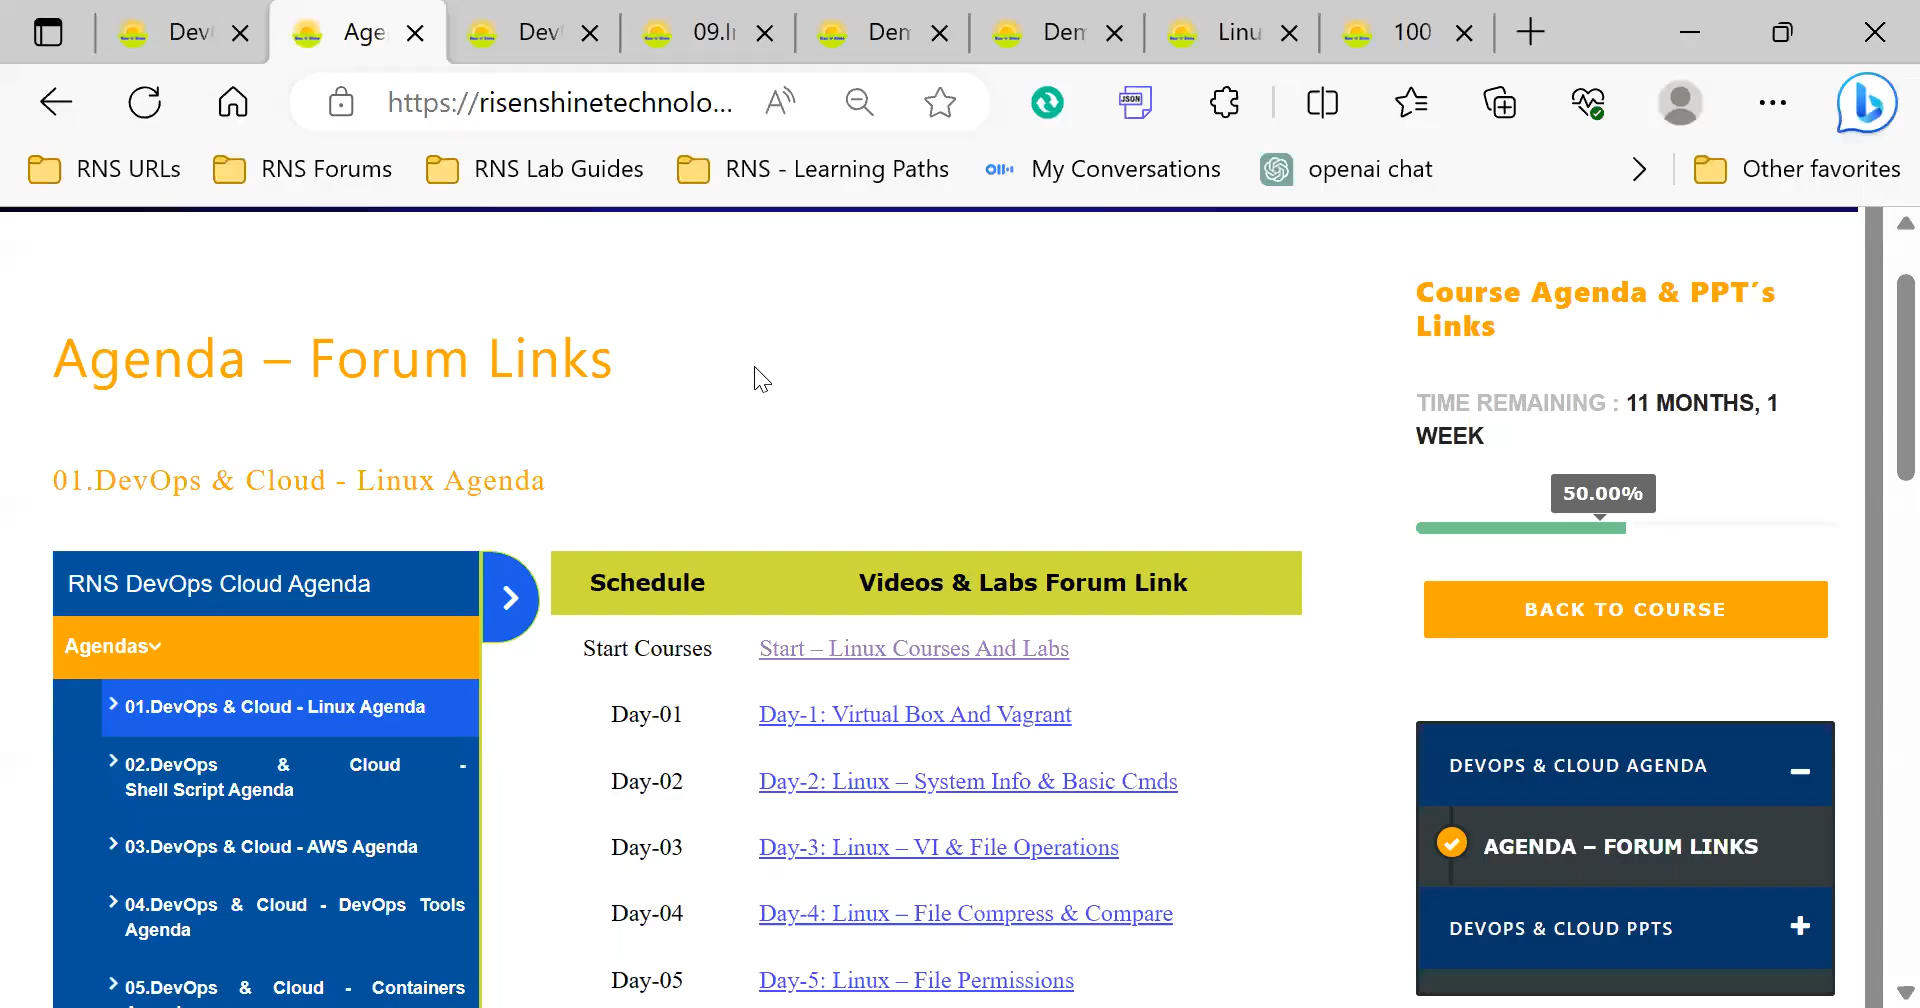 Dev
Age
Dev
09.I
Dem
Dem
Linu
100
https://risenshinetechnolo...
JSON
RNS URLs
RNS Forums
RNS Lab Guides
RNS - Learning Paths
My Conversations
openai chat
Other favorites
Agenda – Forum Links
01.DevOps & Cloud - Linux Agenda
RNS DevOps Cloud Agenda
Agendas
01.DevOps & Cloud - Linux Agenda
02.DevOps & Cloud -
Shell Script Agenda
03.DevOps & Cloud - AWS Agenda
04.DevOps & Cloud - DevOps Tools
Agenda
05.DevOps & Cloud - Containers
Schedule Videos & Labs Forum Link
Start Courses Start – Linux Courses And Labs
Day-01 Day-1: Virtual Box And Vagrant
Day-02 Day-2: Linux – System Info & Basic Cmds
Day-03 Day-3: Linux – VI & File Operations
Day-04 Day-4: Linux – File Compress & Compare
Day-05 Day-5: Linux – File Permissions
Course Agenda & PPT´s
Links
TIME REMAINING : 11 MONTHS, 1
WEEK
50.00%
BACK TO COURSE
DEVOPS & CLOUD AGENDA
AGENDA – FORUM LINKS
DEVOPS & CLOUD PPTS